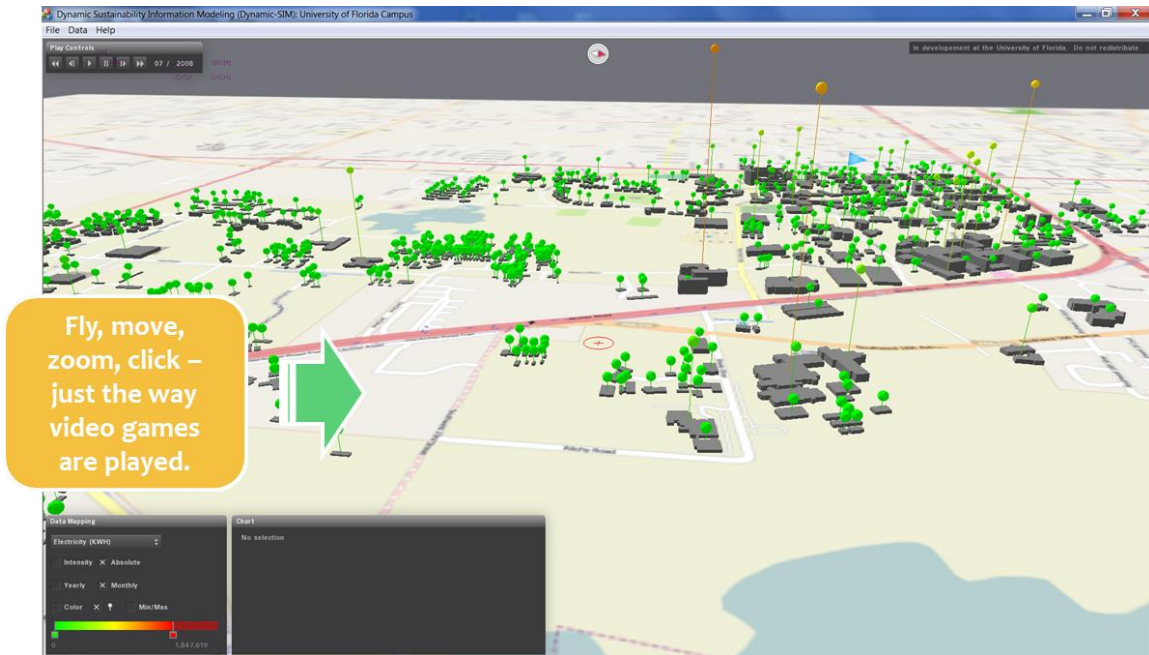 Dynamic Sustainability Information Modeling (Dynamic-SIM): University of Florida Campus
File Data Help
Play Controls
07 / 2008
In developement at the University of Florida. Do not redistribute.
Fly, move,
zoom, click –
just the way
video games
are played.
Archer Road
Data Mapping
Electricity (KWH)
Intensity X Absolute
Yearly X Monthly
Color X Min/Max
0 1,847,619
Chart
No selection